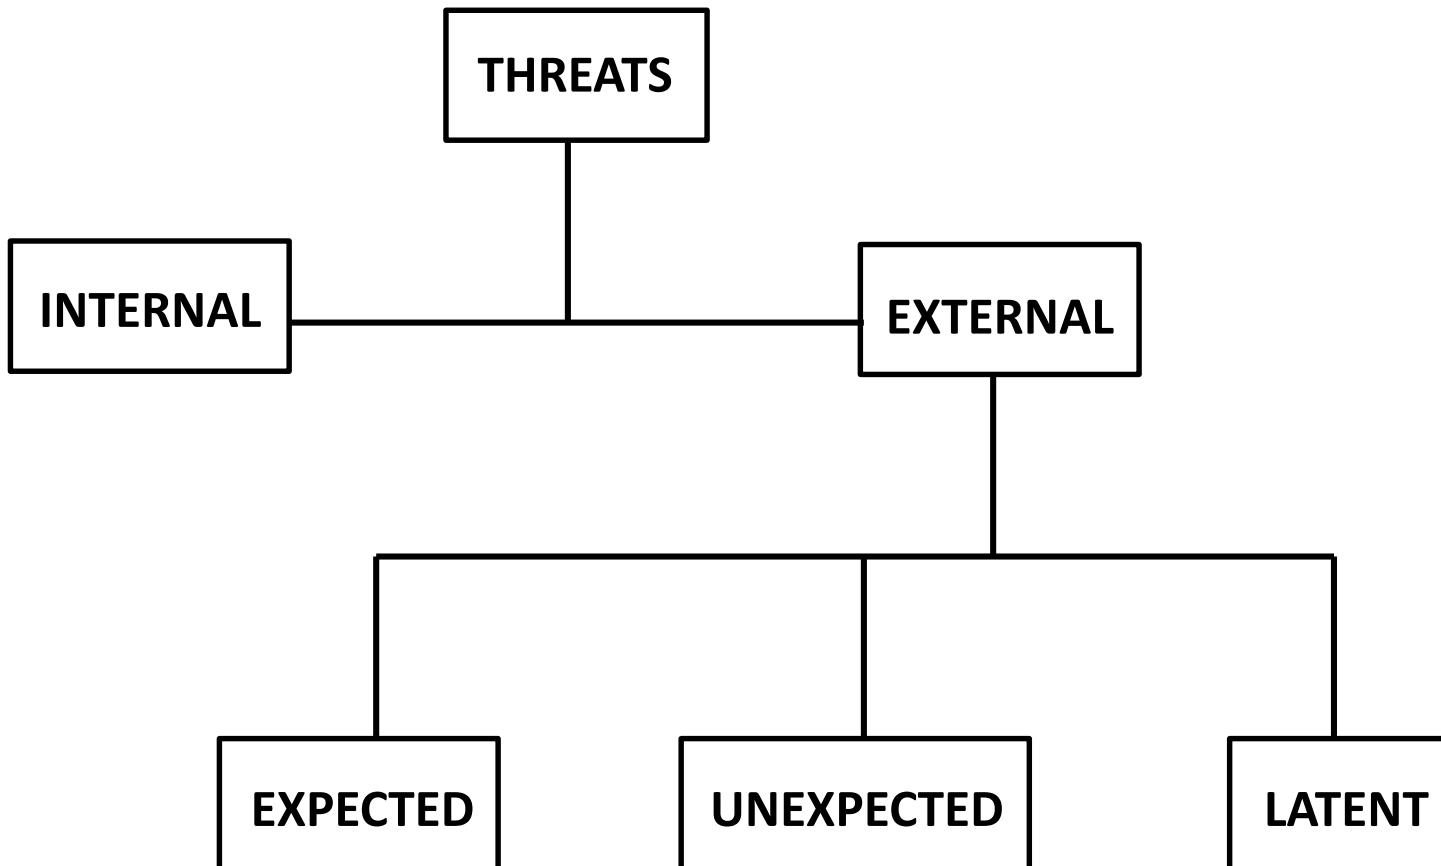 THREATS
INTERNAL
EXTERNAL
EXPECTED
UNEXPECTED
LATENT